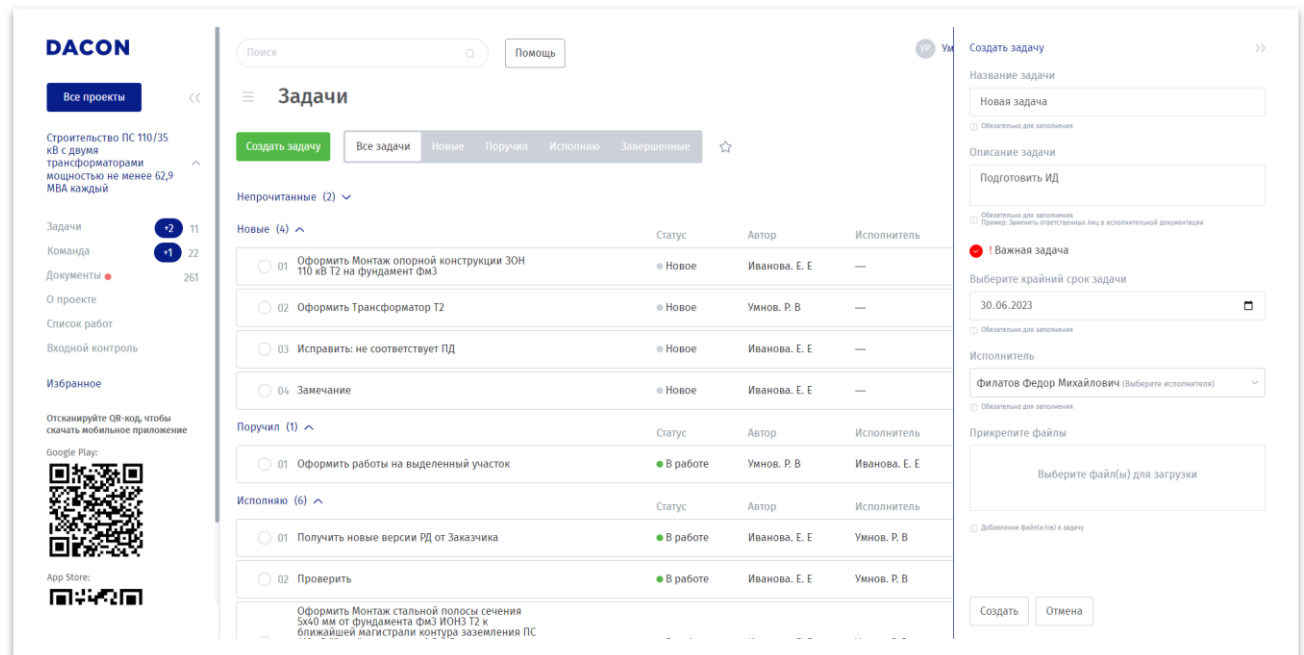 DACON
Все проекты
Строительство ПС 110/35
кВ с двумя
трансформаторами
мощностью не менее 62,9
МВА каждый
Задачи +2 11
Команда +1 22
Документы 261
О проекте
Список работ
Входной контроль
Избранное
Отсканируйте QR-код, чтобы
скачать мобильное приложение
Google Play:
App Store:
Поиск
Помощь
УР Ум
Задачи
Создать задачу
Все задачи Новые Поручил Исполняю Завершенные
Непрочитанные (2)
Новые (4)
Статус Автор Исполнитель
01 Оформить Монтаж опорной конструкции ЗОН
110 кВ Т2 на фундамент Фм3
Новое Иванова. Е. Е —
02 Оформить Трансформатор Т2 Новое Умнов. Р. В —
03 Исправить: не соответствует ПД Новое Иванова. Е. Е —
04 Замечание Новое Иванова. Е. Е —
Поручил (1)
Статус Автор Исполнитель
01 Оформить работы на выделенный участок В работе Умнов. Р. В Иванова. Е. Е
Исполняю (6)
Статус Автор Исполнитель
01 Получить новые версии РД от Заказчика В работе Иванова. Е. Е Умнов. Р. В
02 Проверить В работе Иванова. Е. Е Умнов. Р. В
Оформить Монтаж стальной полосы сечения
5х40 мм от фундамента Фм3 ИОН3 Т2 к
ближайшей магистрали контура заземления ПС
Создать задачу
Название задачи
Новая задача
Обязательно для заполнения
Описание задачи
Подготовить ИД
Обязательно для заполнения
Пример: Заменить ответственных лиц в исполнительной документации
! Важная задача
Выберите крайний срок задачи
30.06.2023
Обязательно для заполнения
Исполнитель
Филатов Федор Михайлович (Выберите исполнителя)
Обязательно для заполнения
Прикрепите файлы
Выберите файл(ы) для загрузки
Добавление файл(а/ов) в задачу
Создать
Отмена